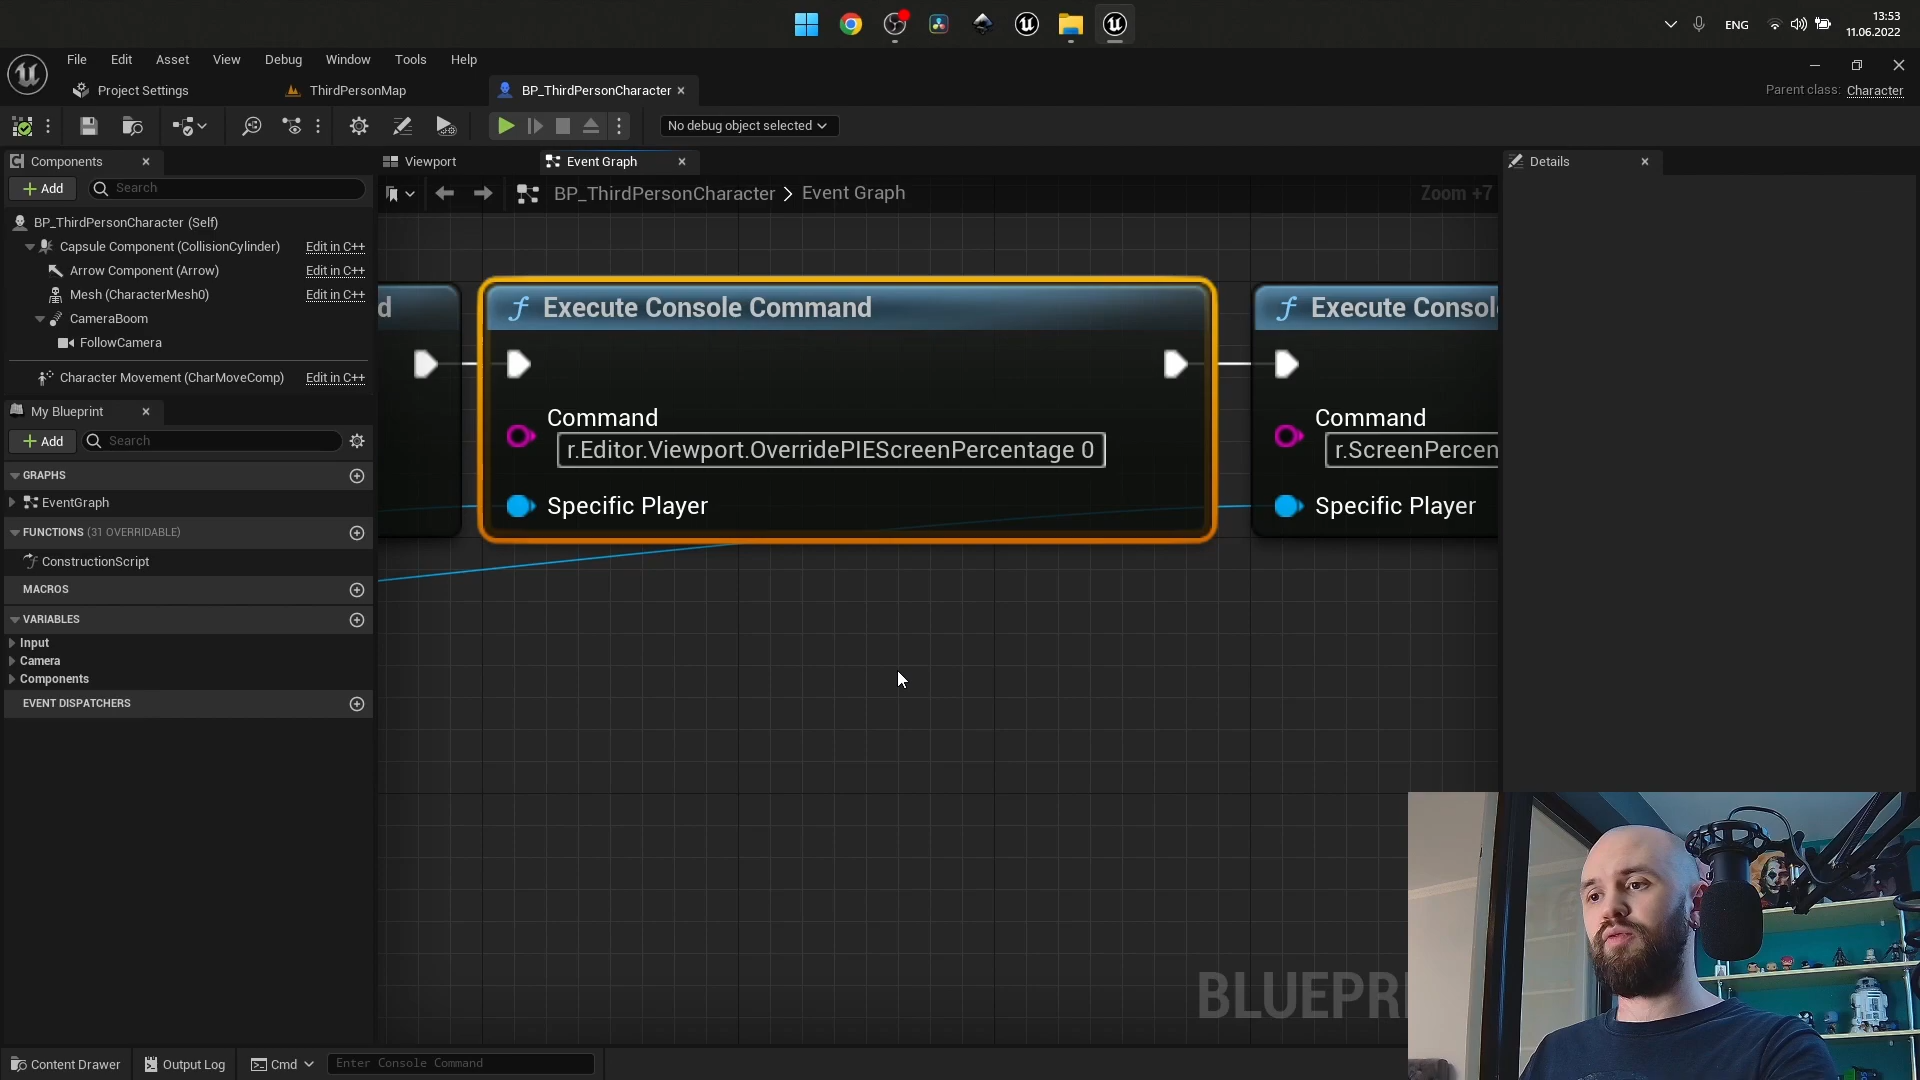 ENG
13:53
11.06.2022
File Edit Asset View Debug Window Tools Help
Project Settings
ThirdPersonMap
BP_ThirdPersonCharacter
Parent class: Character
No debug object selected
Components
Viewport
Event Graph
Details
Add
Search
BP_ThirdPersonCharacter > Event Graph
Zoom +7
BP_ThirdPersonCharacter (Self)
Capsule Component (CollisionCylinder) Edit in C++
Arrow Component (Arrow) Edit in C++
Mesh (CharacterMesh0) Edit in C++
CameraBoom
FollowCamera
Character Movement (CharMoveComp) Edit in C++
My Blueprint
Add
Search
GRAPHS
EventGraph
FUNCTIONS (31 OVERRIDABLE)
ConstructionScript
MACROS
VARIABLES
Input
Camera
Components
EVENT DISPATCHERS
d
Execute Console Command
Command
r.Editor.Viewport.OverridePIEScreenPercentage 0
Specific Player
Execute Consol
Command
r.ScreenPercen
Specific Player
BLUEPR
Content Drawer
Output Log
Cmd
Enter Console Command